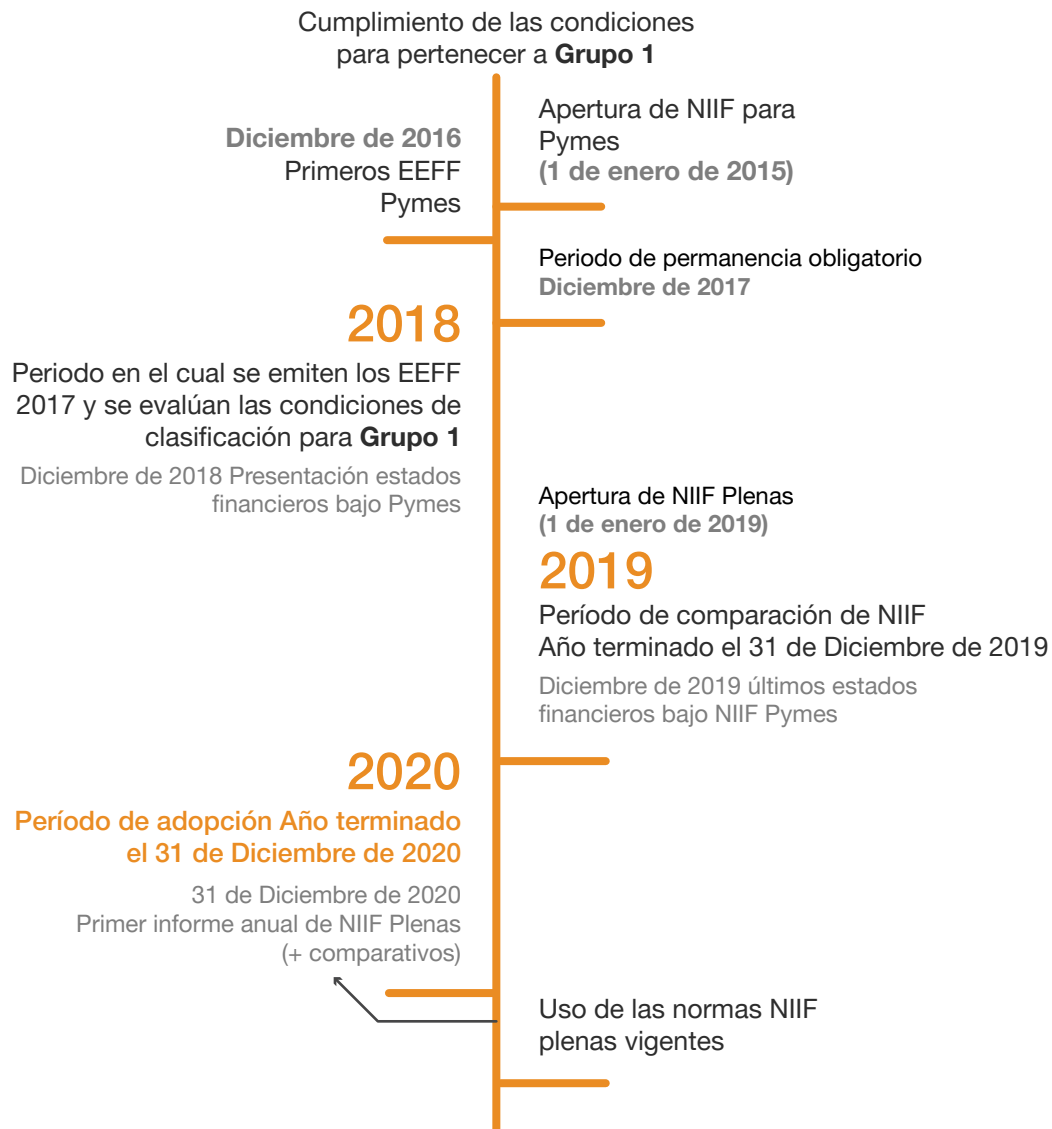 Cumplimiento de las condiciones
para pertenecer a Grupo 1
Apertura de NIIF para
Pymes
(1 de enero de 2015)
Diciembre de 2016
Primeros EEFF
Pymes
Periodo de permanencia obligatorio
Diciembre de 2017
2018
Periodo en el cual se emiten los EEFF
2017 y se evalúan las condiciones de
clasificación para Grupo 1
Diciembre de 2018 Presentación estados
financieros bajo Pymes
Apertura de NIIF Plenas
(1 de enero de 2019)
2019
Período de comparación de NIIF
Año terminado el 31 de Diciembre de 2019
Diciembre de 2019 últimos estados
financieros bajo NIIF Pymes
2020
Período de adopción Año terminado
el 31 de Diciembre de 2020
31 de Diciembre de 2020
Primer informe anual de NIIF Plenas
(+ comparativos)
Uso de las normas NIIF
plenas vigentes